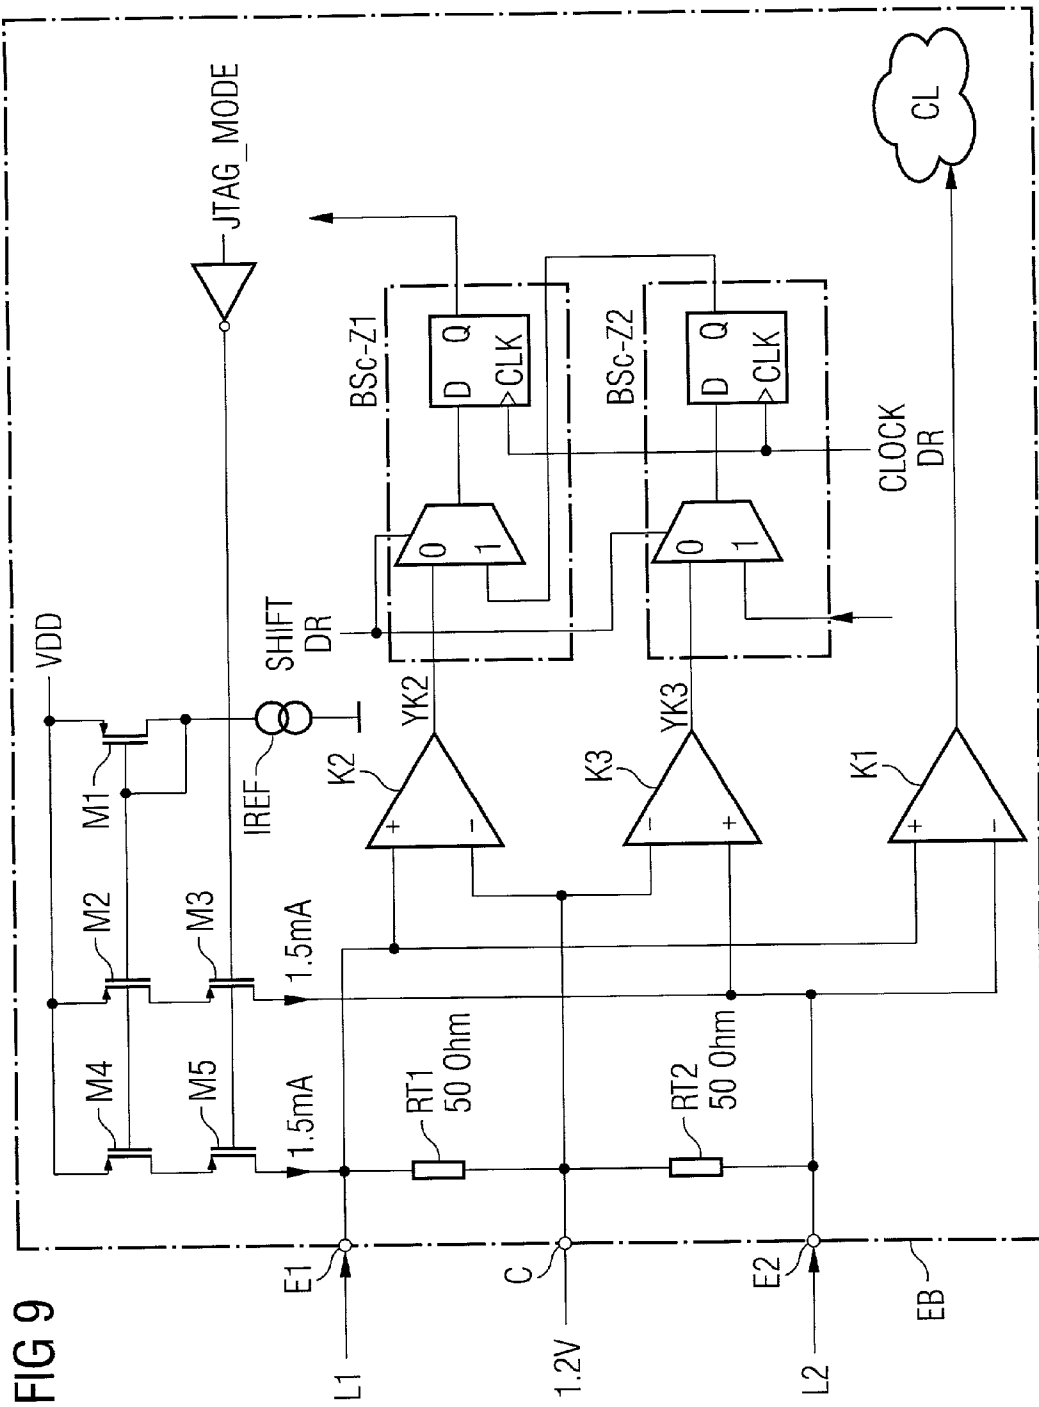 FIG 9
VDD
JTAG_MODE
M4
M2
M1
M5
M3
IREF
1.5mA
1.5mA
SHIFT
DR
BSc-Z1
K2
YK2
+
-
0
1
D
Q
CLK
BSc-Z2
K3
YK3
-
+
0
1
D
Q
CLK
CLOCK
DR
K1
+
-
CL
RT1
50 Ohm
RT2
50 Ohm
E1
L1
C
1.2V
E2
L2
EB